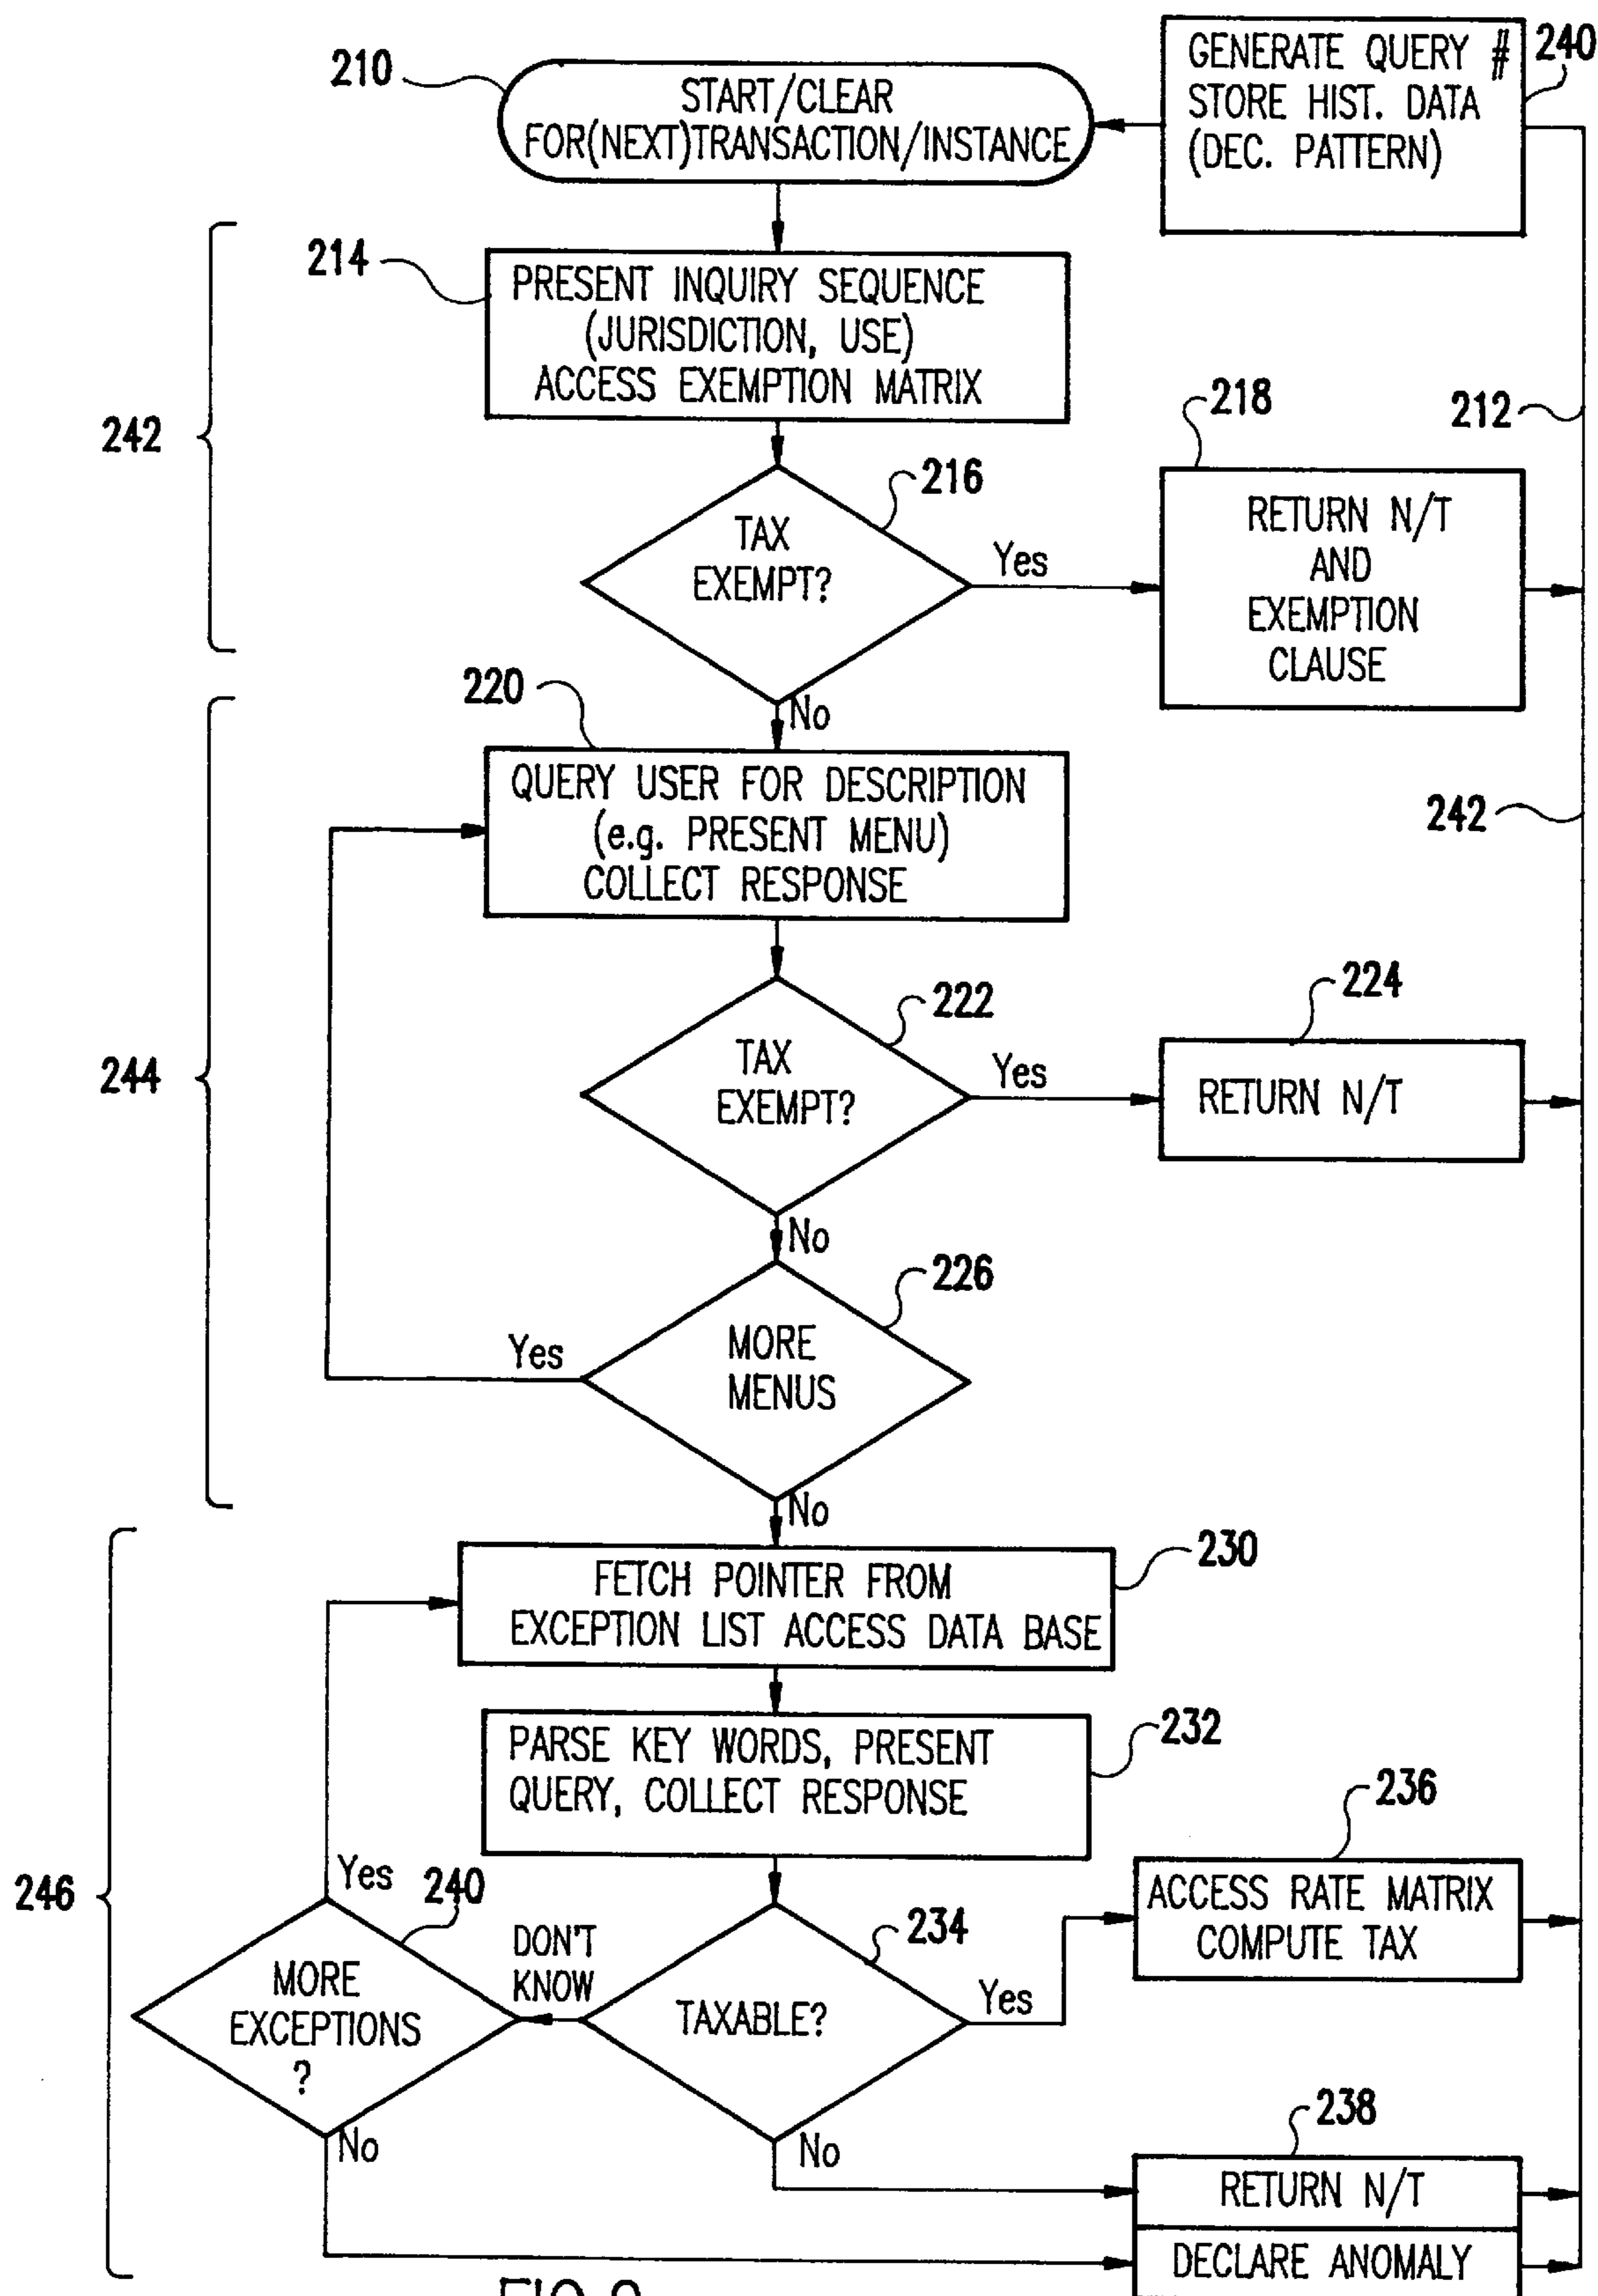 210
START/CLEAR
FOR(NEXT)TRANSACTION/INSTANCE
GENERATE QUERY #
STORE HIST. DATA
(DEC. PATTERN)
240
242
214
PRESENT INQUIRY SEQUENCE
(JURISDICTION, USE)
ACCESS EXEMPTION MATRIX
212
216
TAX
EXEMPT?
Yes
218
RETURN N/T
AND
EXEMPTION
CLAUSE
No
244
220
QUERY USER FOR DESCRIPTION
(e.g. PRESENT MENU)
COLLECT RESPONSE
242
222
TAX
EXEMPT?
Yes
224
RETURN N/T
No
226
MORE
MENUS
Yes
No
246
230
FETCH POINTER FROM
EXCEPTION LIST ACCESS DATA BASE
232
PARSE KEY WORDS, PRESENT
QUERY, COLLECT RESPONSE
Yes
240
MORE
EXCEPTIONS
?
DON'T
KNOW
234
TAXABLE?
Yes
236
ACCESS RATE MATRIX
COMPUTE TAX
No
No
238
RETURN N/T
DECLARE ANOMALY